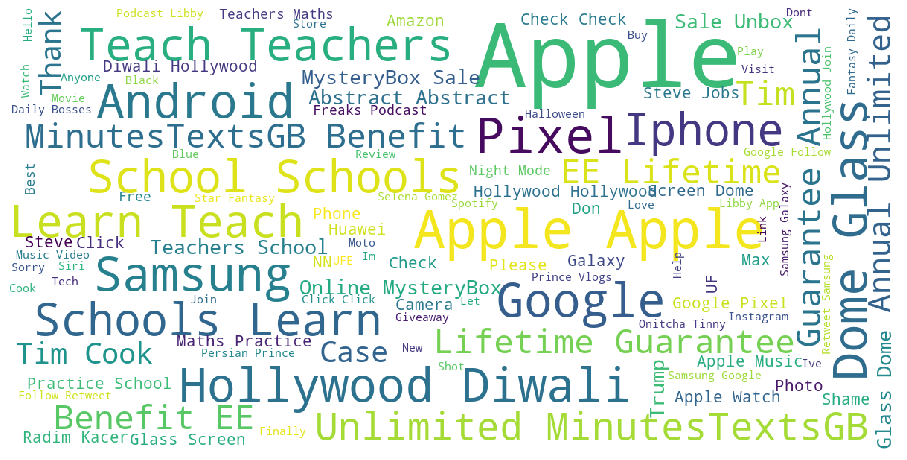 Podcast Libby
Teachers Maths
Store
Amazon
Check Check
Sale Unbox
Dont
Hello
Thank
Teach Teachers
Apple
Buy
Play
Visit
Fantasy Daily
Unlimited
Diwali Hollywood
MysteryBox Sale
Anyone
Black
Watch
Movie
Android
Abstract Abstract
Steve Jobs
Tim
Annual
Hollywood Join
Daily Bosses
Freaks Podcast
Halloween
MinutesTextsGB Benefit
Pixel
Iphone
Blue
Review
Google Follow
Best
School Schools
Night Mode
EE Lifetime
Free
Star Fantasy
Selena Gomez
Hollywood Hollywood
Screen Dome
Spotify
Love
Libby App
Learn Teach
Phone
Huawei
Don
Apple Apple
Link
Samsung Galaxy
Guarantee
Dome Glass
Annual
Steve
Click
Teachers School
Moto
Music Video
Sorry
Siri
NN
UFE
Im
Check
Please
Galaxy
Help
Max
Tech
Cook
Samsung
Online MysteryBox
Prince Vlogs
UF
Join
Click Click
Camera
Let
Google
Google Pixel
Retweet Samsung
Schools Learn
Giveaway
Onitcha Tinny
Instagram
Maths Practice
New
Lifetime Guarantee
Tim Cook
Persian Prince
Case
Shot
Trump
Apple Music
Ive
Samsung Google
Photo
Practice School
Follow Retweet
Hollywood Diwali
Apple Watch
Shame
Glass Dome
Benefit EE
Unlimited MinutesTextsGB
Radim Kacer
Glass Screen
Finally